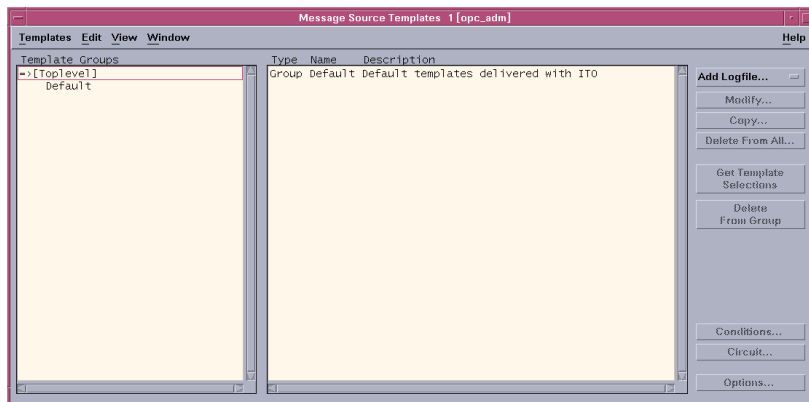 Message Source Templates 1 [opc_adm]
Templates Edit View Window Help
Template Groups
=>[Toplevel]
Default
Type Name Description
Group Default Default templates delivered with ITO
Add Logfile...
Modify...
Copy...
Delete From All...
Get Template
Selections
Delete
From Group
Conditions...
Circuit...
Options...